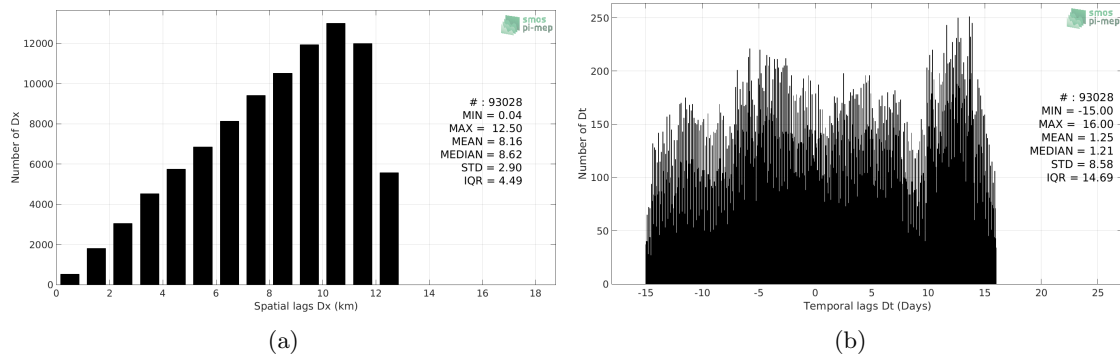 smos
pi-mep
12000
10000
8000
6000
4000
2000
0
Number of Dx
# : 93028
MIN = 0.04
MAX = 12.50
MEAN = 8.16
MEDIAN = 8.62
STD = 2.90
IQR = 4.49
0 2 4 6 8 10 12 14 16 18
Spatial lags Dx (km)
(a)
smos
pi-mep
250
200
150
100
50
0
Number of Dt
# : 93028
MIN = -15.00
MAX = 16.00
MEAN = 1.25
MEDIAN = 1.21
STD = 8.58
IQR = 14.69
-15 -10 -5 0 5 10 15 20 25
Temporal lags Dt (Days)
(b)